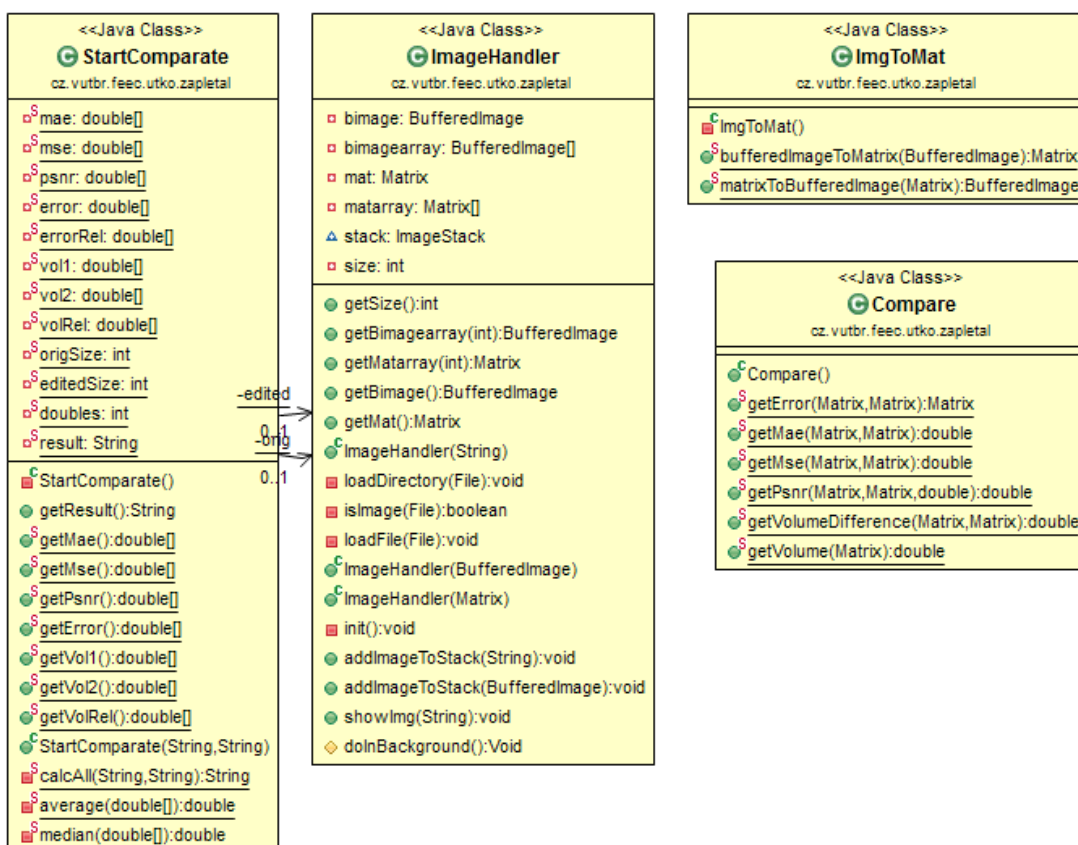 <<Java Class>>
StartComparate
cz.vutbr.feec.utko.zapletal
mae: double[]
mse: double[]
psnr: double[]
error: double[]
errorRel: double[]
vol1: double[]
vol2: double[]
volRel: double[]
origSize: int
editedSize: int
doubles: int
result: String
StartComparate()
getResult():String
getMae():double[]
getMse():double[]
getPsnr():double[]
getError():double[]
getVol1():double[]
getVol2():double[]
getVolRel():double[]
StartComparate(String,String)
calcAll(String,String):String
average(double[]):double
median(double[]):double
-edited
0..1
-orig
0..1
<<Java Class>>
ImageHandler
cz.vutbr.feec.utko.zapletal
bimage: BufferedImage
bimagearray: BufferedImage[]
mat: Matrix
matarray: Matrix[]
stack: ImageStack
size: int
getSize():int
getBimagearray(int):BufferedImage
getMatarray(int):Matrix
getBimage():BufferedImage
getMat():Matrix
ImageHandler(String)
loadDirectory(File):void
isImage(File):boolean
loadFile(File):void
ImageHandler(BufferedImage)
ImageHandler(Matrix)
init():void
addImageToStack(String):void
addImageToStack(BufferedImage):void
showImg(String):void
doInBackground():Void
<<Java Class>>
ImgToMat
cz.vutbr.feec.utko.zapletal
ImgToMat()
bufferedImageToMatrix(BufferedImage):Matrix
matrixToBufferedImage(Matrix):BufferedImage
<<Java Class>>
Compare
cz.vutbr.feec.utko.zapletal
Compare()
getError(Matrix,Matrix):Matrix
getMae(Matrix,Matrix):double
getMse(Matrix,Matrix):double
getPsnr(Matrix,Matrix,double):double
getVolumeDifference(Matrix,Matrix):double
getVolume(Matrix):double